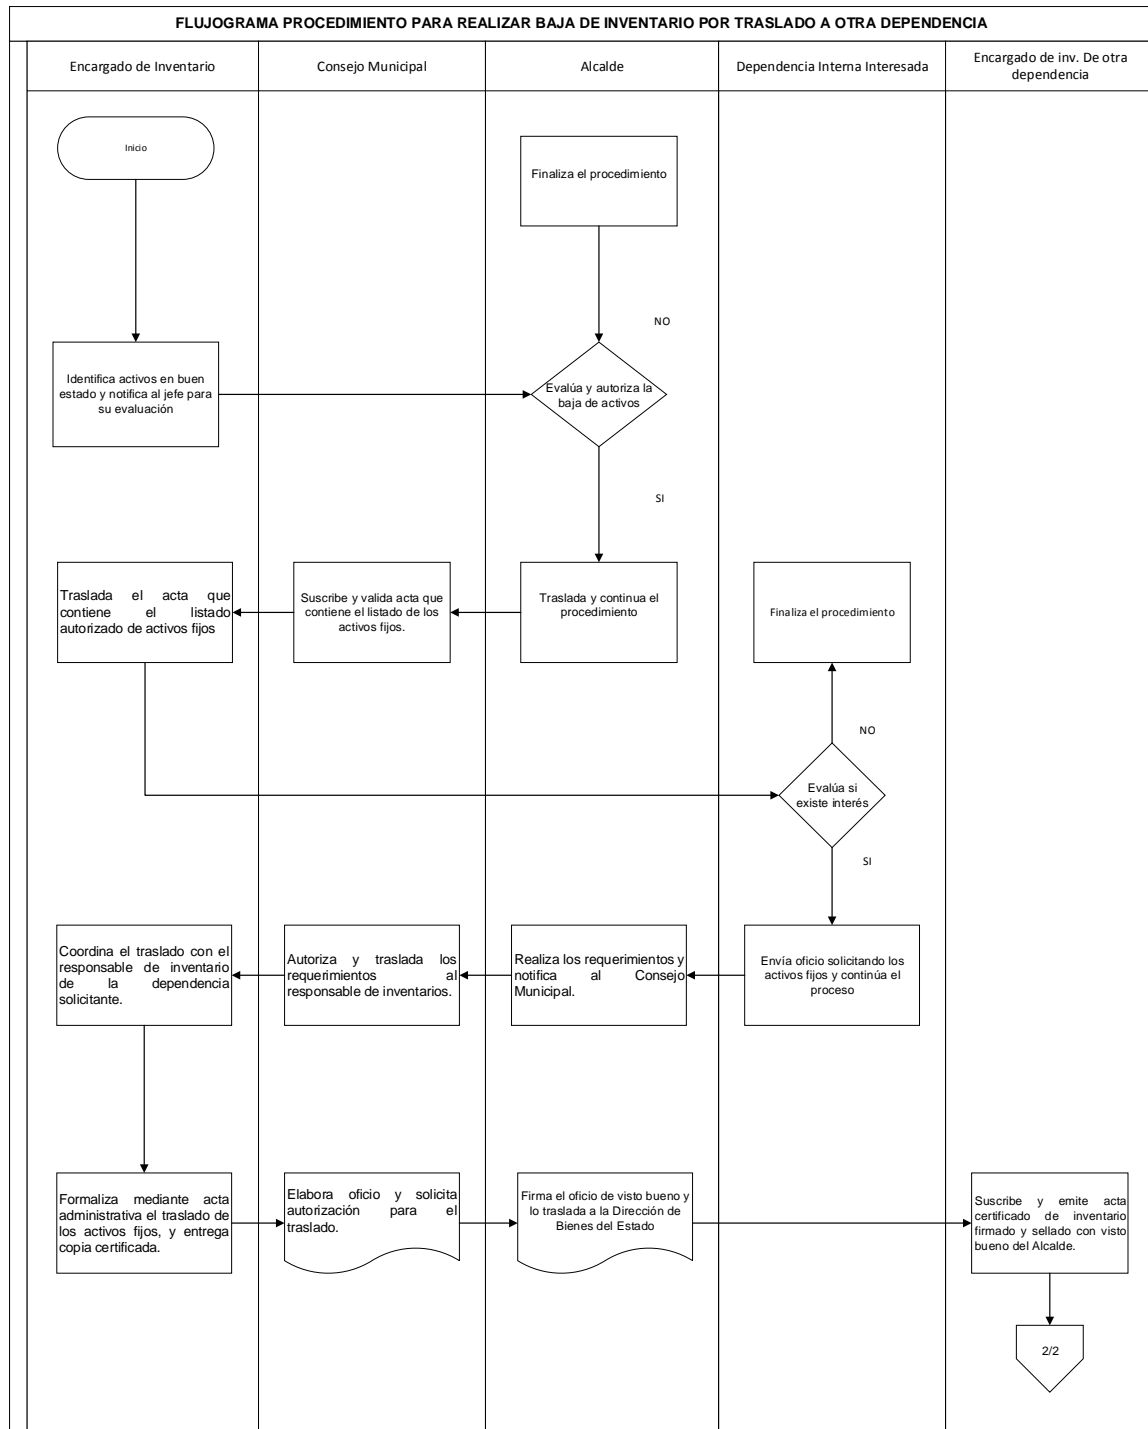 FLUJOGRAMA PROCEDIMIENTO PARA REALIZAR BAJA DE INVENTARIO POR TRASLADO A OTRA DEPENDENCIA
Encargado de Inventario
Consejo Municipal
Alcalde
Dependencia Interna Interesada
Encargado de inv. De otra
dependencia
Inicio
Finaliza el procedimiento
NO
Identifica activos en buen
estado y notifica al jefe para
su evaluación
Evalúa y autoriza la
baja de activos
SI
Traslada el acta que
contiene el listado
autorizado de activos fijos
Suscribe y valida acta que
contiene el listado de los
activos fijos.
Traslada y continua el
procedimiento
Finaliza el procedimiento
NO
Evalúa si
existe interés
SI
Coordina el traslado con el
responsable de inventario
de la dependencia
solicitante.
Autoriza y traslada los
requerimientos al
responsable de inventarios.
Realiza los requerimientos y
notifica al Consejo
Municipal.
Envía oficio solicitando los
activos fijos y continúa el
proceso
Formaliza mediante acta
administrativa el traslado de
los activos fijos, y entrega
copia certificada.
Elabora oficio y solicita
autorización para el
traslado.
Firma el oficio de visto bueno y
lo traslada a la Dirección de
Bienes del Estado
Suscribe y emite acta
certificado de inventario
firmado y sellado con visto
bueno del Alcalde.
2/2